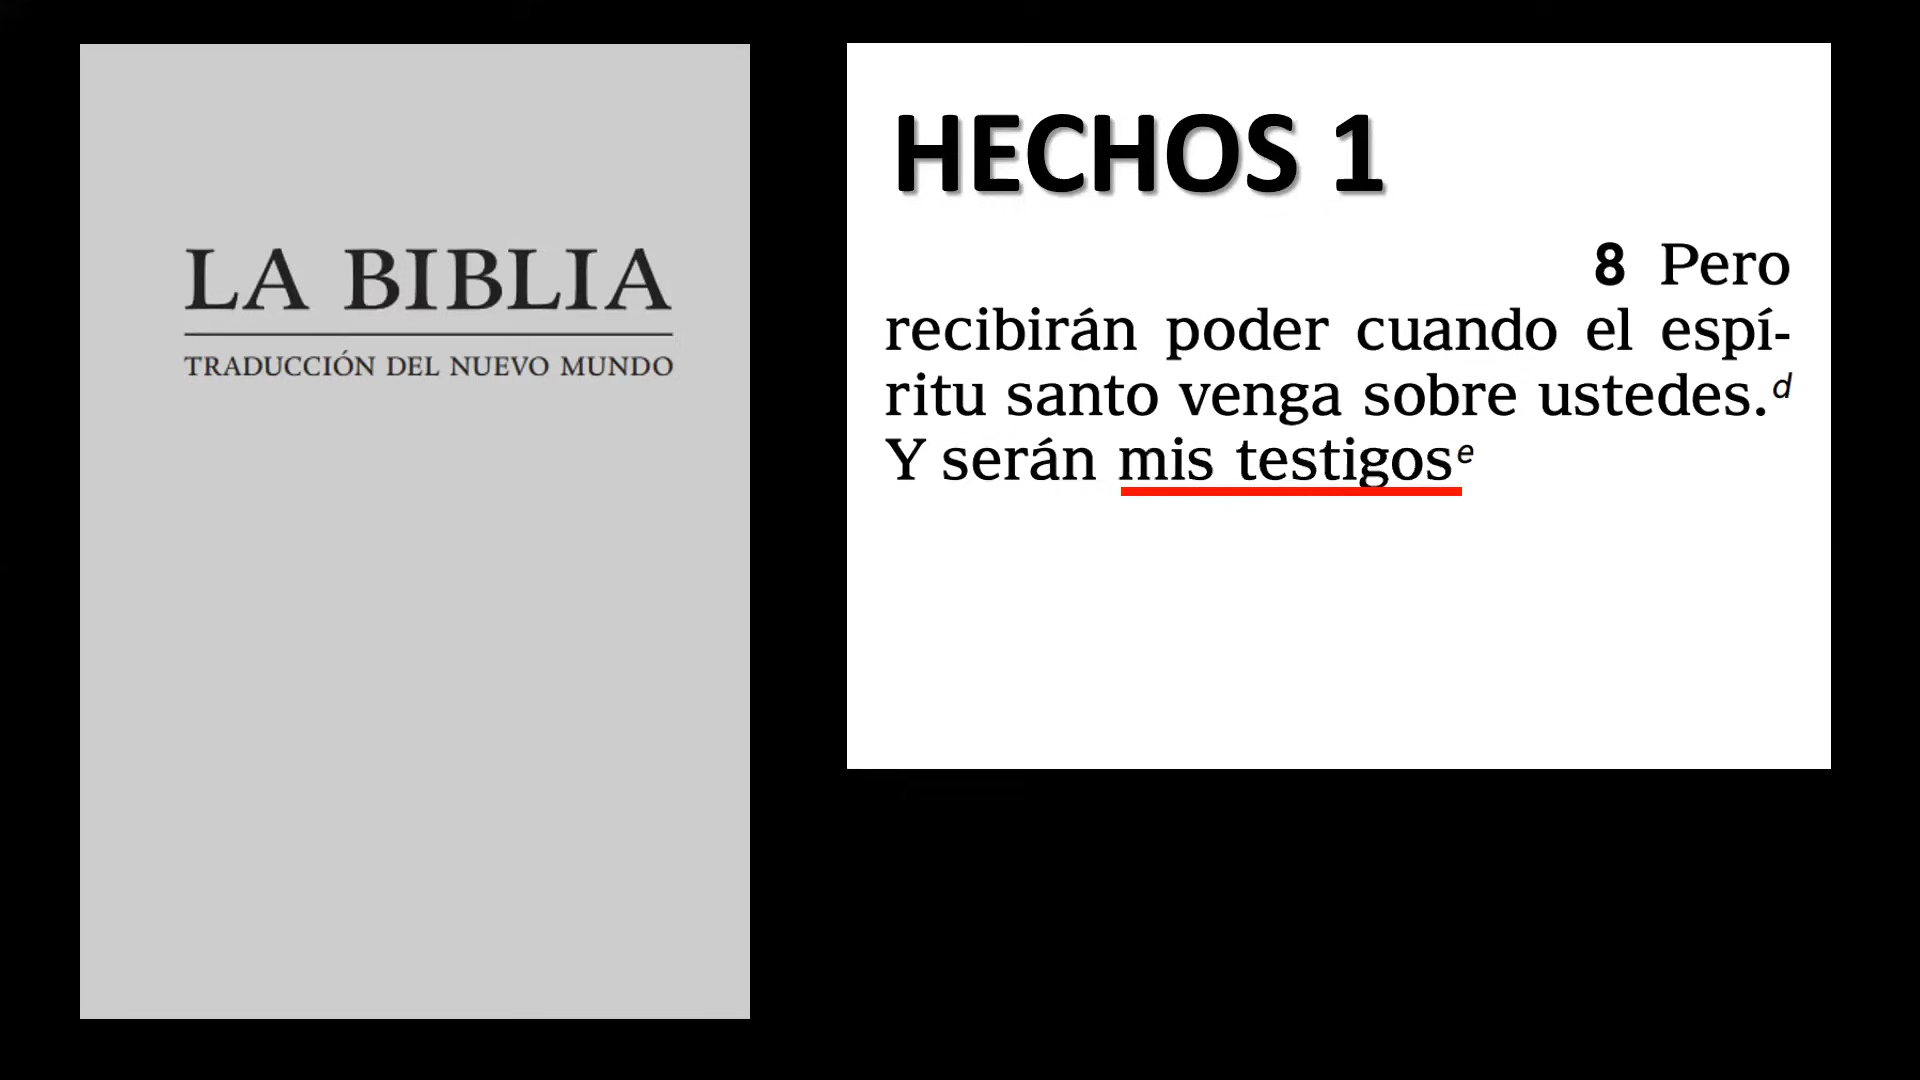 LA BIBLIA
TRADUCCIÓN DEL NUEVO MUNDO
HECHOS 1
8 Pero
recibirán poder cuando el espí-
ritu santo venga sobre ustedes.d
Y serán mis testigose